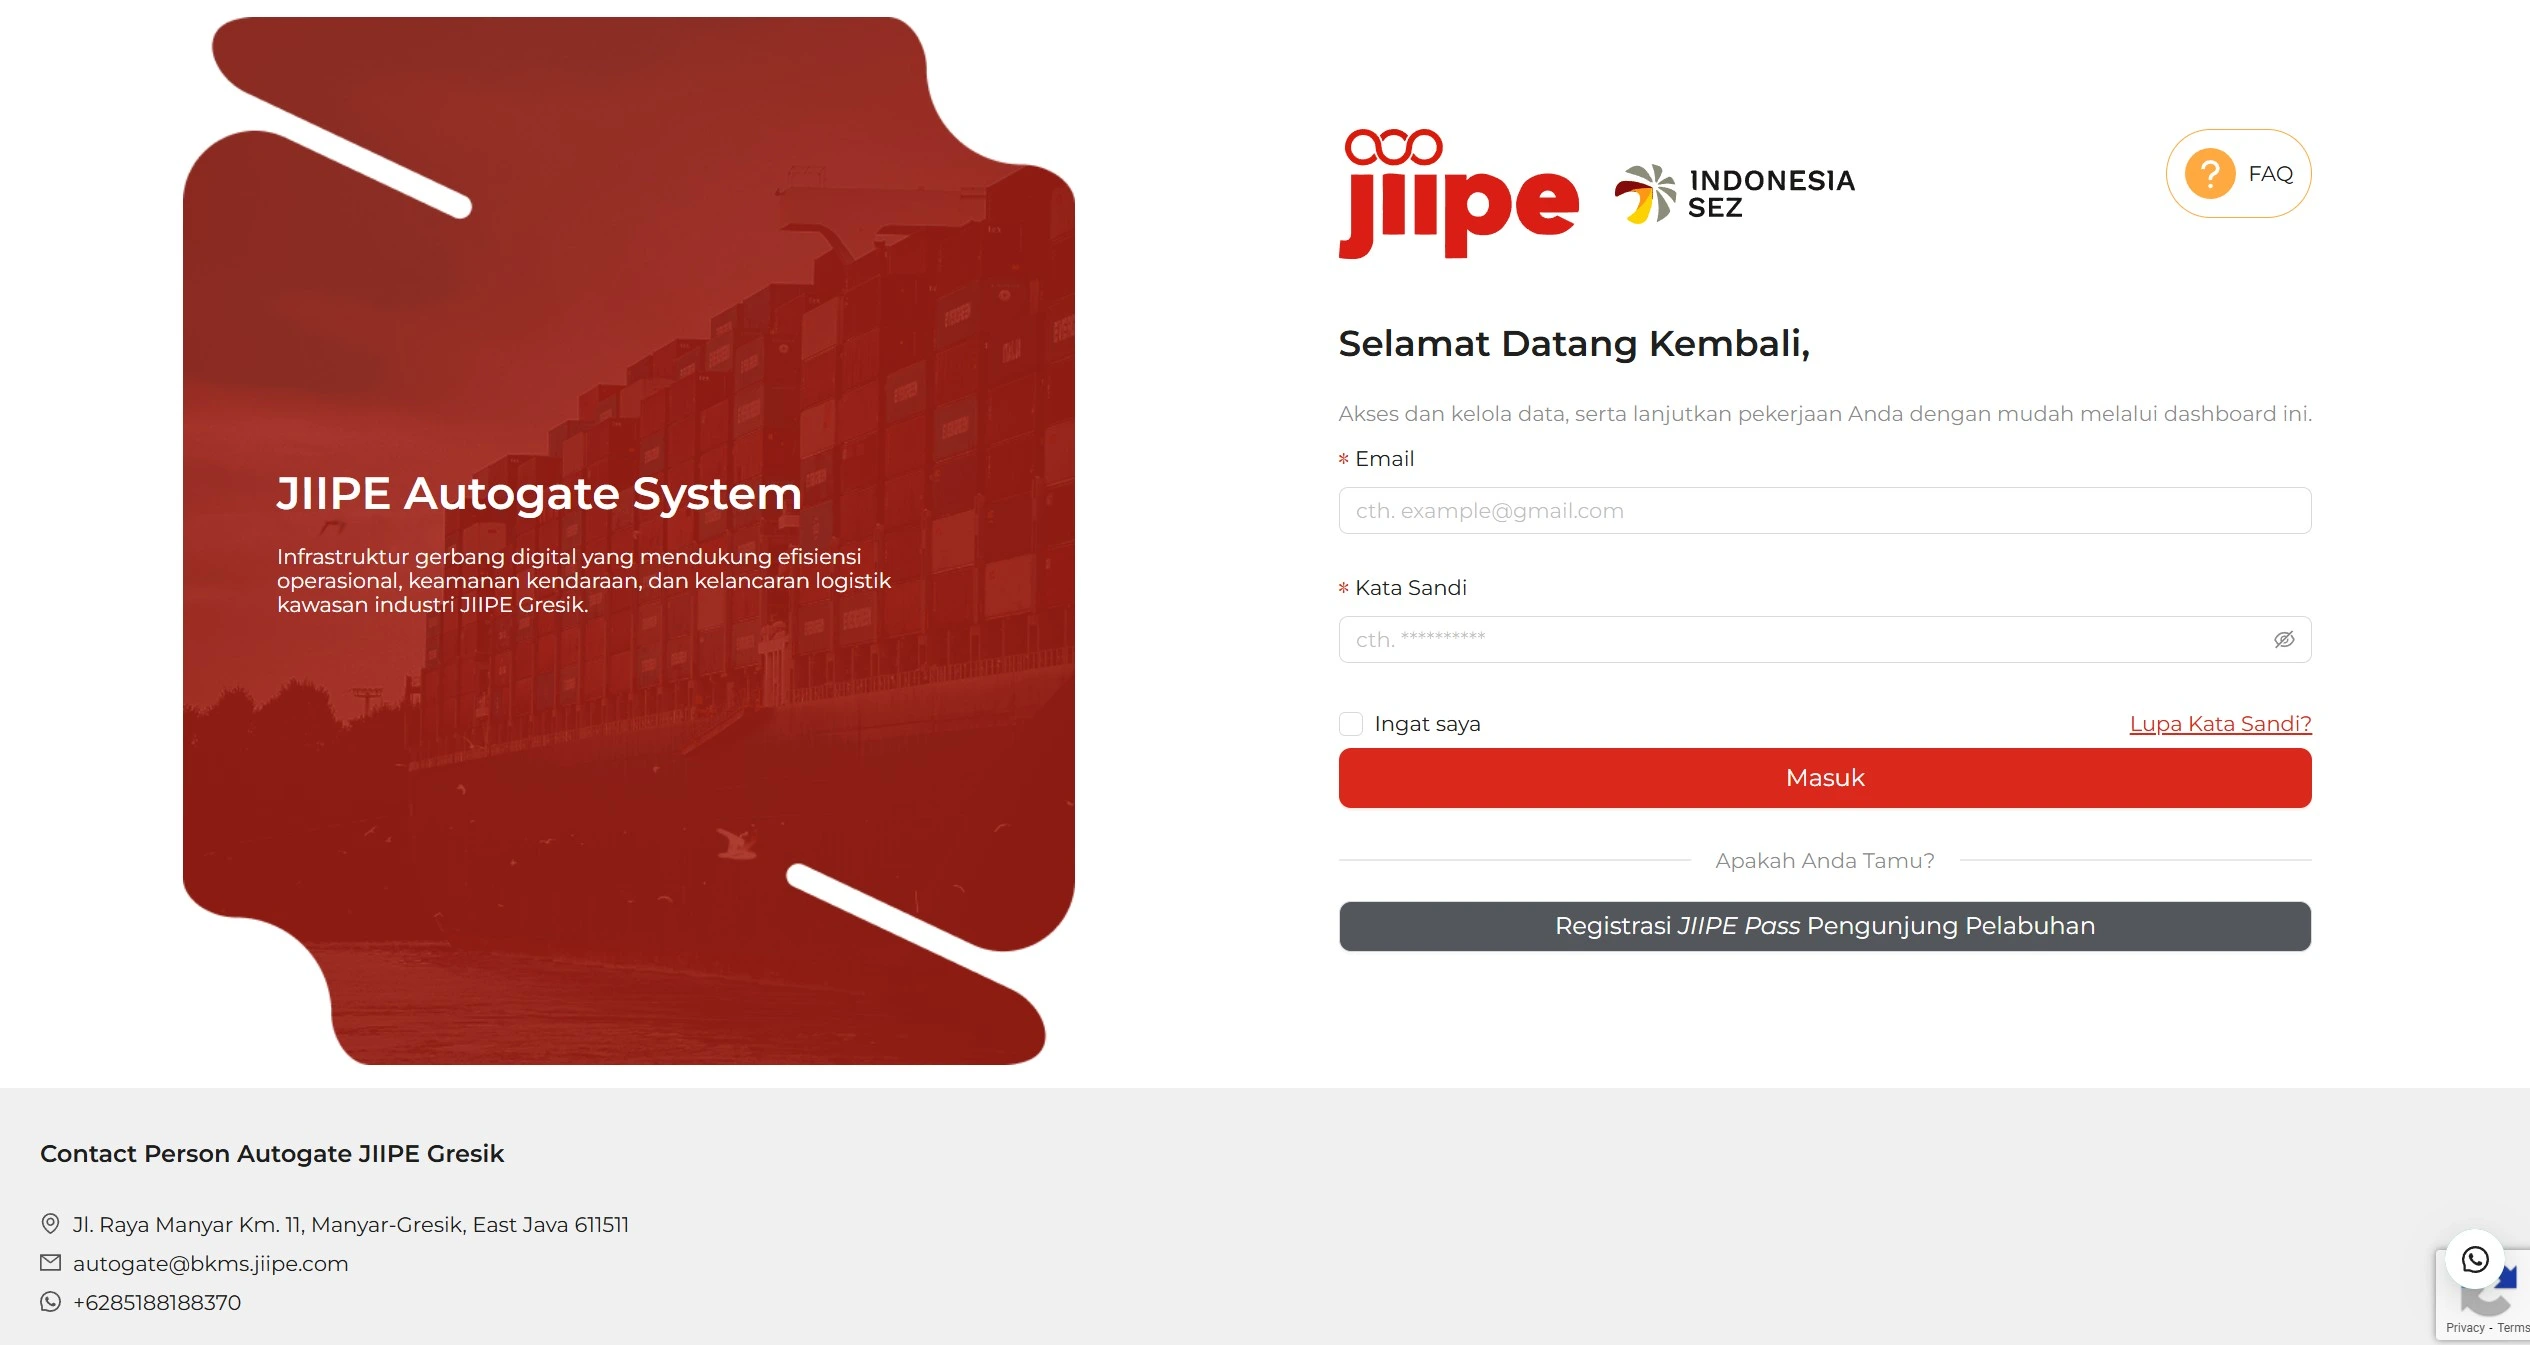 JIIPE Autogate System
Infrastruktur gerbang digital yang mendukung efisiensi
operasional, keamanan kendaraan, dan kelancaran logistik
kawasan industri JIIPE Gresik.
jiipe
INDONESIA
SEZ
? FAQ
Selamat Datang Kembali,
Akses dan kelola data, serta lanjutkan pekerjaan Anda dengan mudah melalui dashboard ini.
* Email
cth. example@gmail.com
* Kata Sandi
cth. **********
Ingat saya
Lupa Kata Sandi?
Masuk
Apakah Anda Tamu?
Registrasi JIIPE Pass Pengunjung Pelabuhan
Contact Person Autogate JIIPE Gresik
Jl. Raya Manyar Km. 11, Manyar-Gresik, East Java 611511
autogate@bkms.jiipe.com
+6285188188370
Privacy - Terms